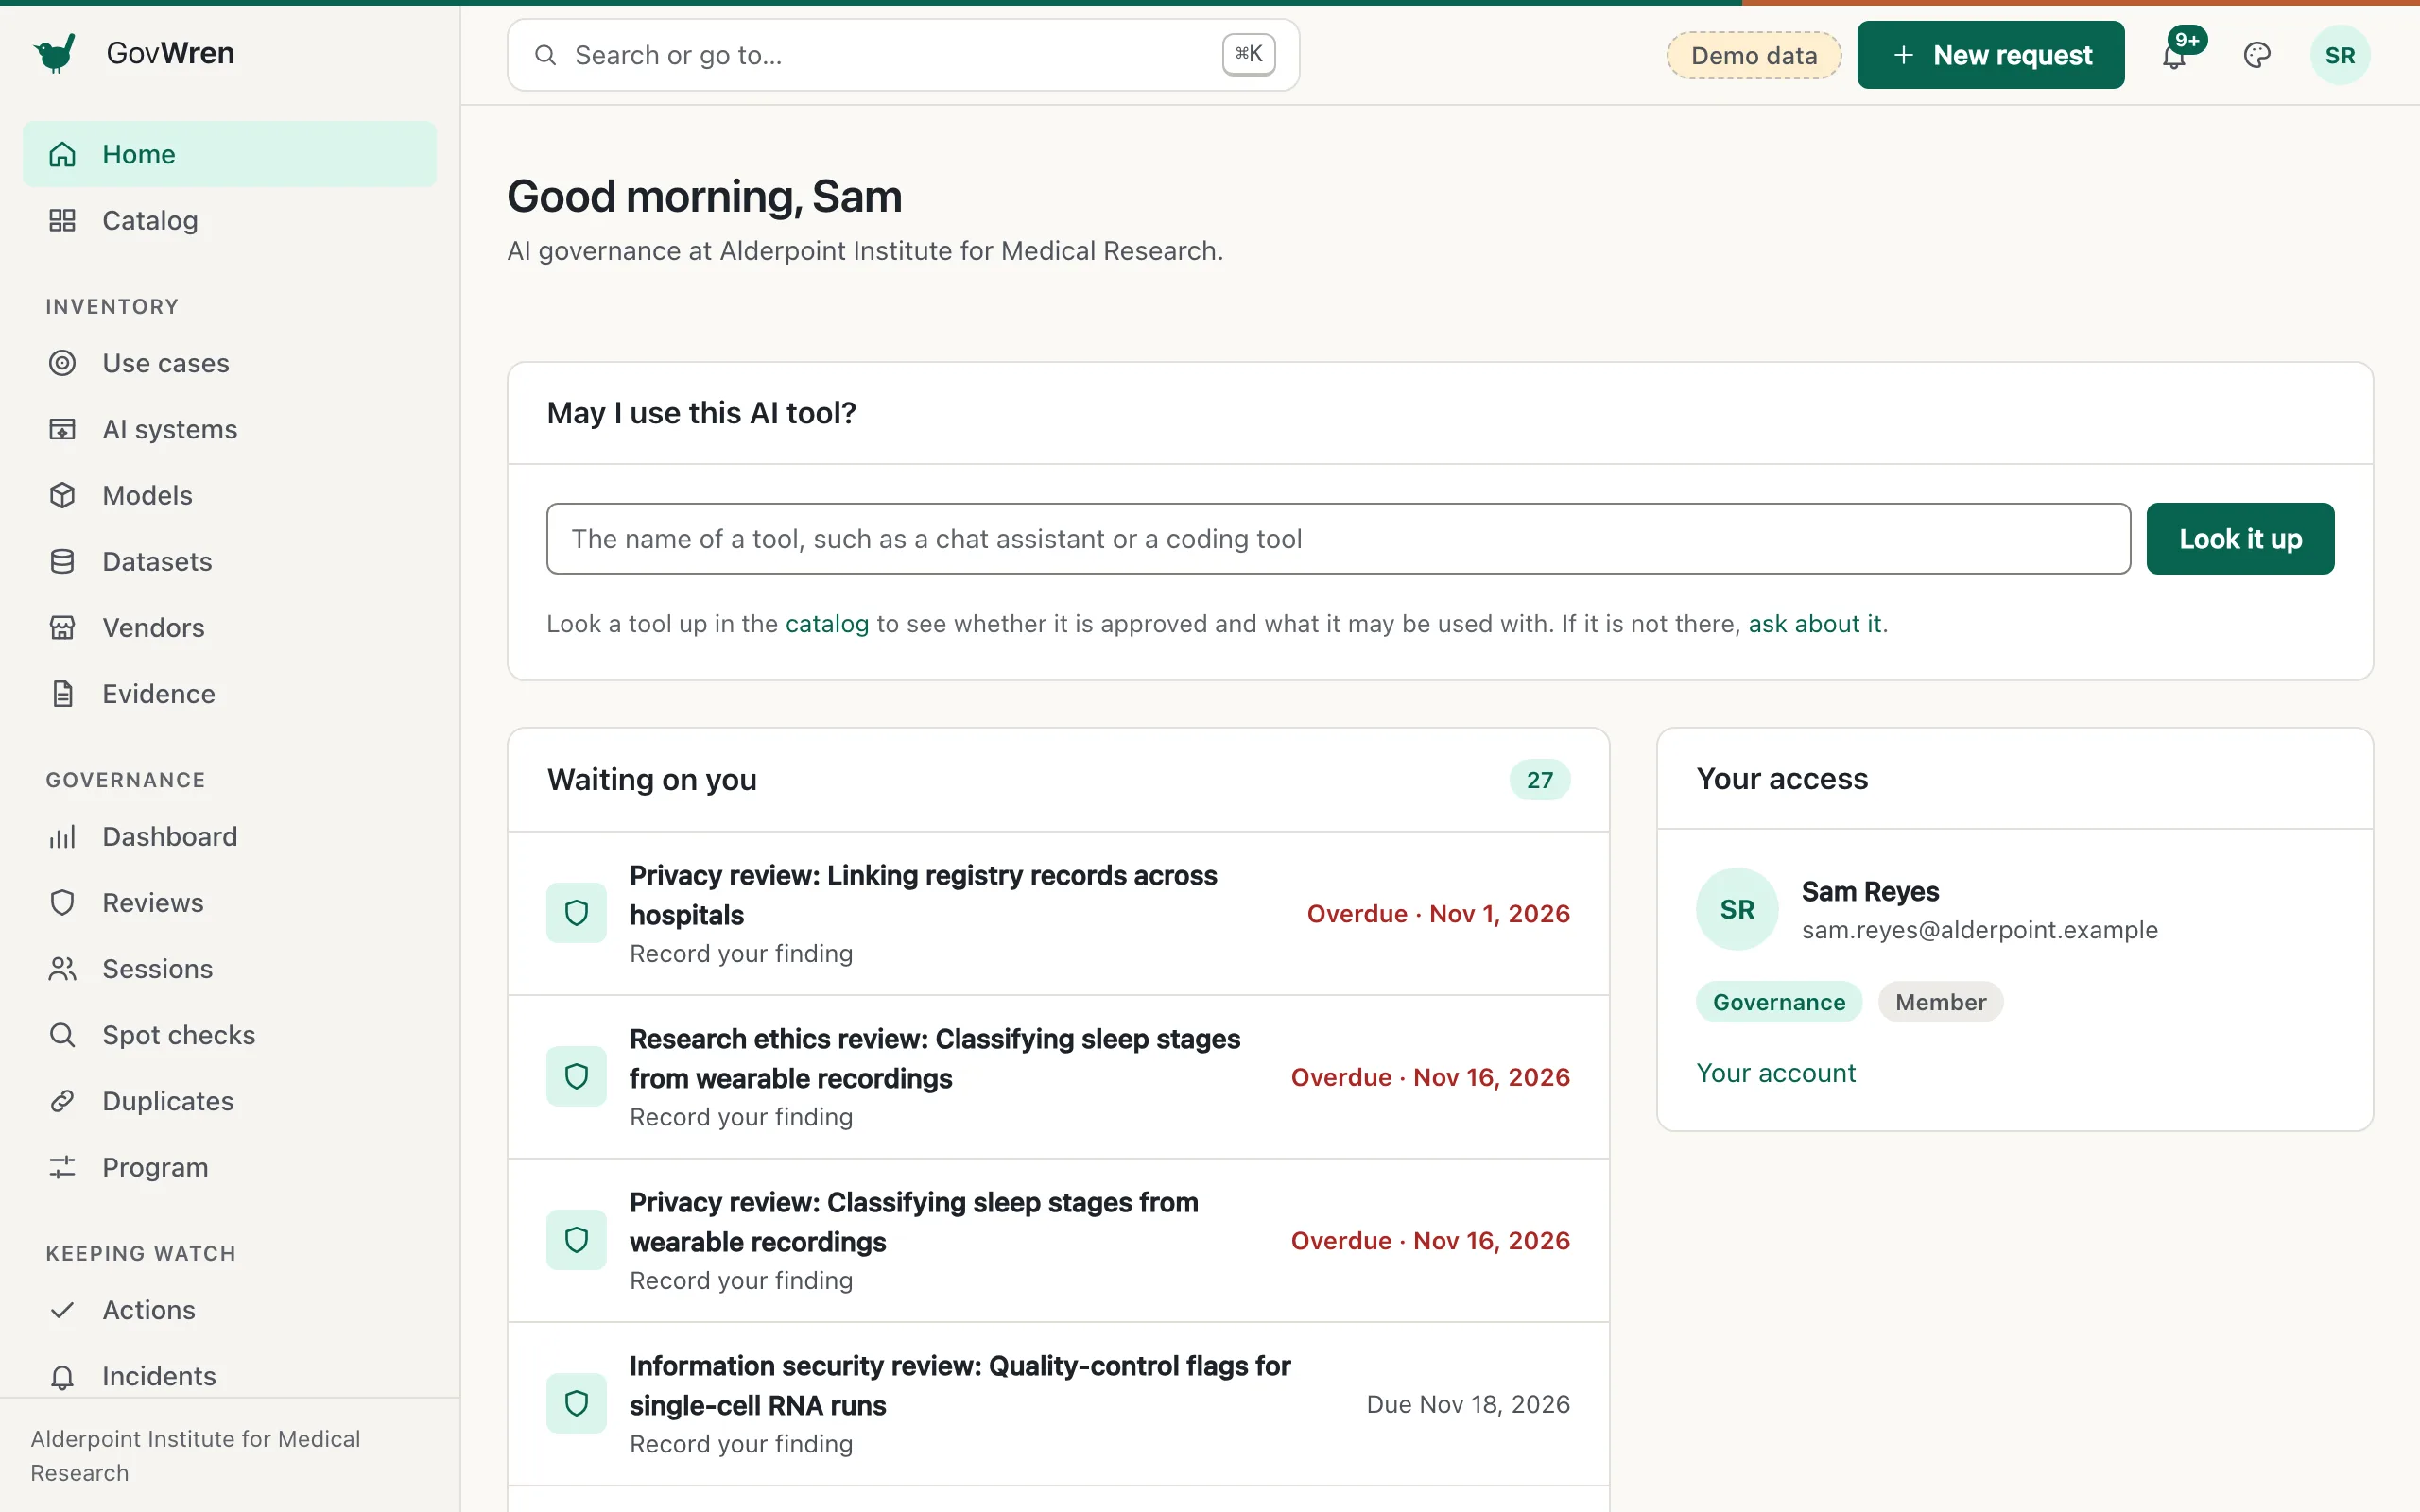 GovWren
Search or go to...
⌘K
Demo data
+ New request
9+
SR
Home
Catalog
INVENTORY
Use cases
AI systems
Models
Datasets
Vendors
Evidence
GOVERNANCE
Dashboard
Reviews
Sessions
Spot checks
Duplicates
Program
KEEPING WATCH
Actions
Incidents
Alderpoint Institute for Medical
Research
Good morning, Sam
AI governance at Alderpoint Institute for Medical Research.
May I use this AI tool?
The name of a tool, such as a chat assistant or a coding tool
Look it up
Look a tool up in the catalog to see whether it is approved and what it may be used with. If it is not there, ask about it.
Waiting on you
27
Privacy review: Linking registry records across
hospitals
Record your finding
Overdue · Nov 1, 2026
Research ethics review: Classifying sleep stages
from wearable recordings
Record your finding
Overdue · Nov 16, 2026
Privacy review: Classifying sleep stages from
wearable recordings
Record your finding
Overdue · Nov 16, 2026
Information security review: Quality-control flags for
single-cell RNA runs
Record your finding
Due Nov 18, 2026
Your access
SR
Sam Reyes
sam.reyes@alderpoint.example
Governance
Member
Your account